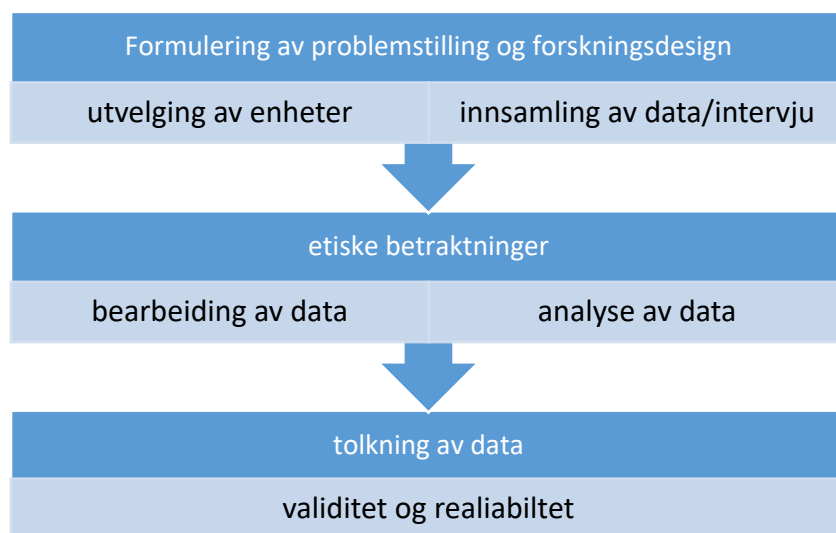 Formulering av problemstilling og forskningsdesign
utvelging av enheter
innsamling av data/intervju
etiske betraktninger
bearbeiding av data
analyse av data
tolkning av data
validitet og realiabiltet